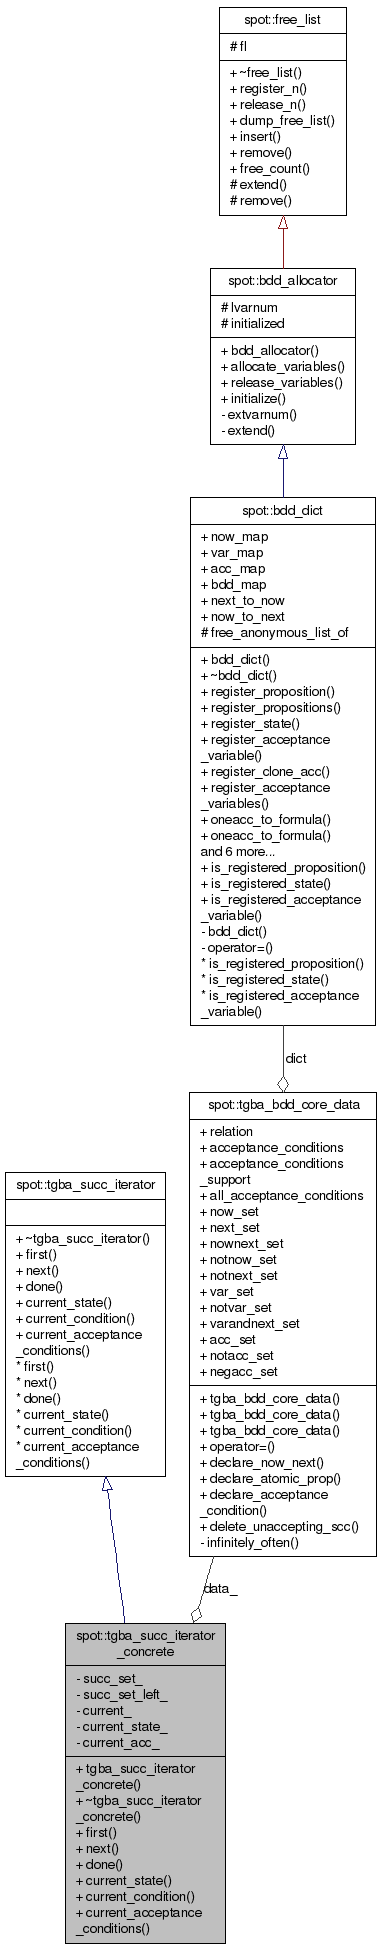 spot::free_list
# fl
+ ~free_list()
+ register_n()
+ release_n()
+ dump_free_list()
+ insert()
+ remove()
+ free_count()
# extend()
# remove()
spot::bdd_allocator
# lvarnum
# initialized
+ bdd_allocator()
+ allocate_variables()
+ release_variables()
+ initialize()
- extvarnum()
- extend()
spot::bdd_dict
+ now_map
+ var_map
+ acc_map
+ bdd_map
+ next_to_now
+ now_to_next
# free_anonymous_list_of
+ bdd_dict()
+ ~bdd_dict()
+ register_proposition()
+ register_propositions()
+ register_state()
+ register_acceptance
_variable()
+ register_clone_acc()
+ register_acceptance
_variables()
+ oneacc_to_formula()
+ oneacc_to_formula()
and 6 more...
+ is_registered_proposition()
+ is_registered_state()
+ is_registered_acceptance
_variable()
- bdd_dict()
- operator=()
* is_registered_proposition()
* is_registered_state()
* is_registered_acceptance
_variable()
dict
spot::tgba_bdd_core_data
+ relation
+ acceptance_conditions
+ acceptance_conditions
_support
+ all_acceptance_conditions
+ now_set
+ next_set
+ nownext_set
+ notnow_set
+ notnext_set
+ var_set
+ notvar_set
+ varandnext_set
+ acc_set
+ notacc_set
+ negacc_set
+ tgba_bdd_core_data()
+ tgba_bdd_core_data()
+ tgba_bdd_core_data()
+ operator=()
+ declare_now_next()
+ declare_atomic_prop()
+ declare_acceptance
_condition()
+ delete_unaccepting_scc()
- infinitely_often()
spot::tgba_succ_iterator
+ ~tgba_succ_iterator()
+ first()
+ next()
+ done()
+ current_state()
+ current_condition()
+ current_acceptance
_conditions()
* first()
* next()
* done()
* current_state()
* current_condition()
* current_acceptance
_conditions()
data_
spot::tgba_succ_iterator
_concrete
- succ_set_
- succ_set_left_
- current_
- current_state_
- current_acc_
+ tgba_succ_iterator
_concrete()
+ ~tgba_succ_iterator
_concrete()
+ first()
+ next()
+ done()
+ current_state()
+ current_condition()
+ current_acceptance
_conditions()